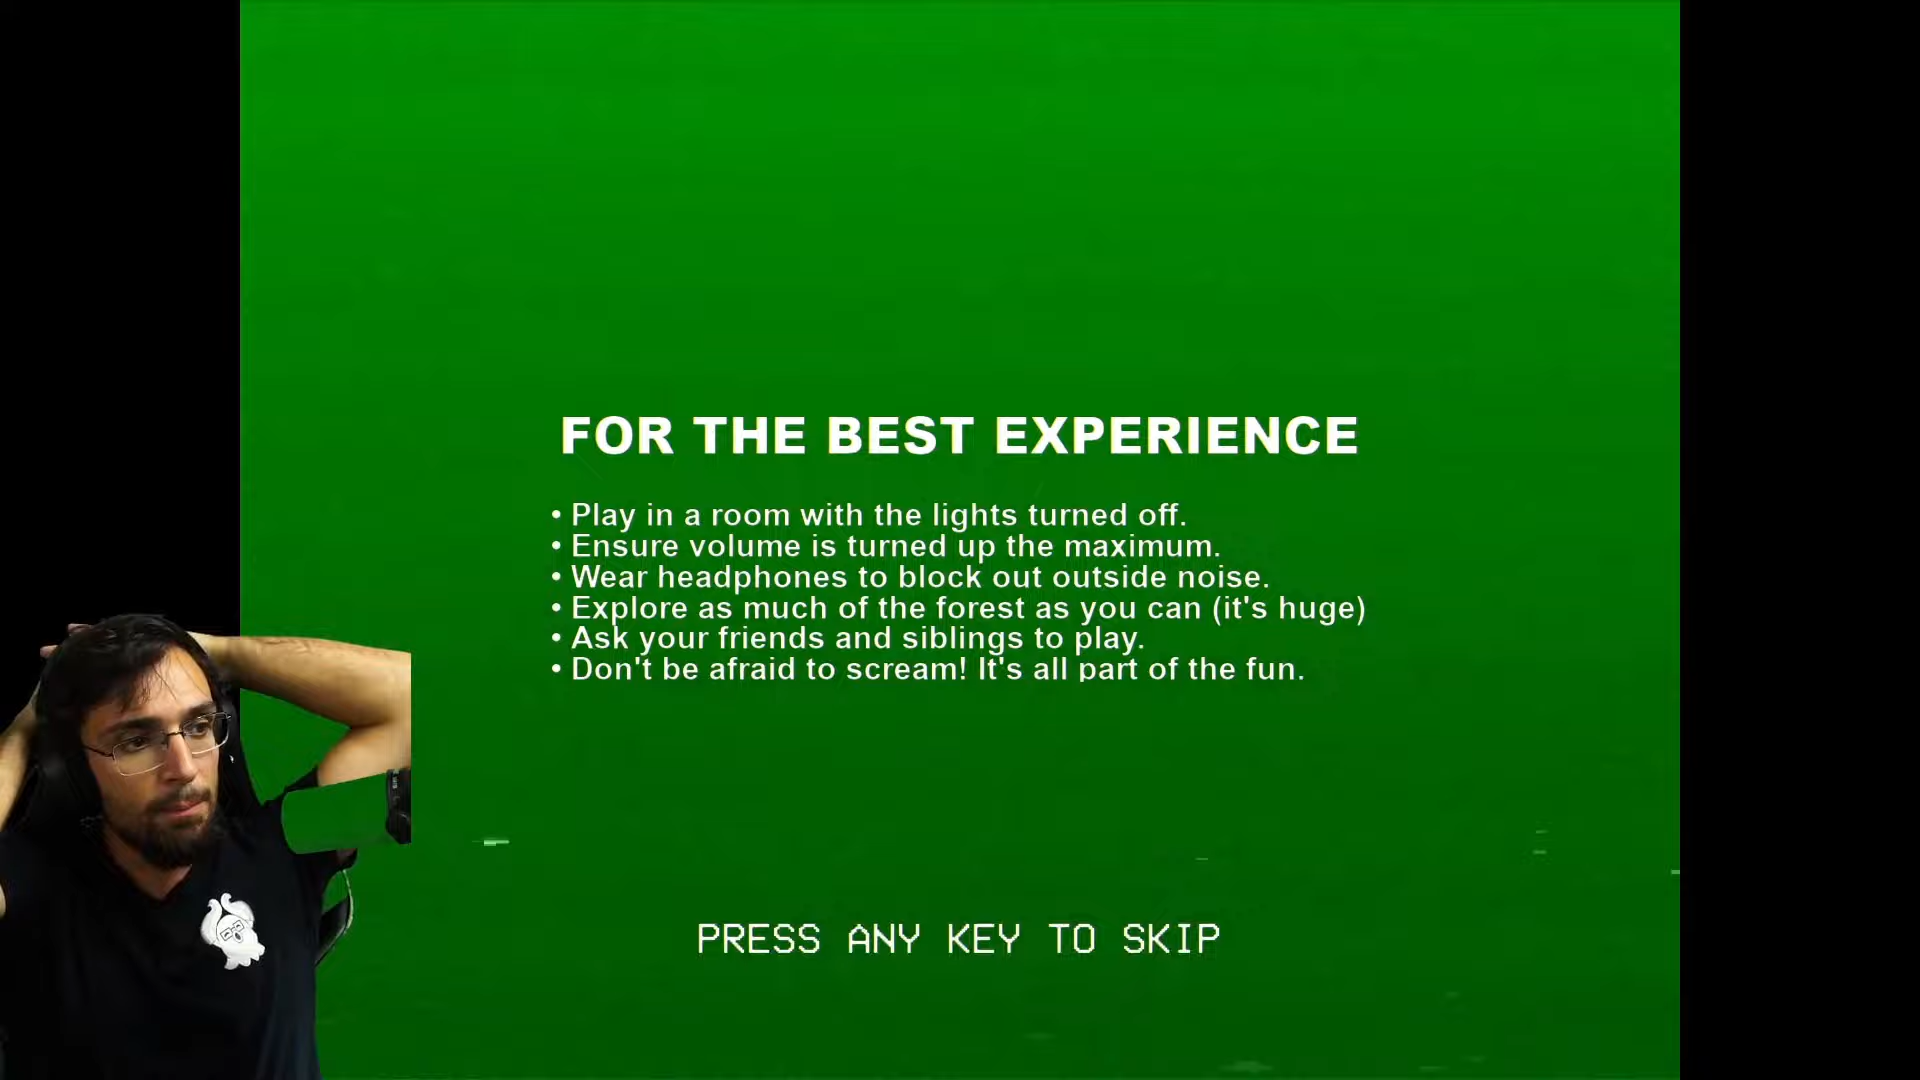 FOR THE BEST EXPERIENCE
• Play in a room with the lights turned off.
• Ensure volume is turned up the maximum.
• Wear headphones to block out outside noise.
• Explore as much of the forest as you can (it's huge)
• Ask your friends and siblings to play.
• Don't be afraid to scream! It's all part of the fun.
PRESS ANY KEY TO SKIP